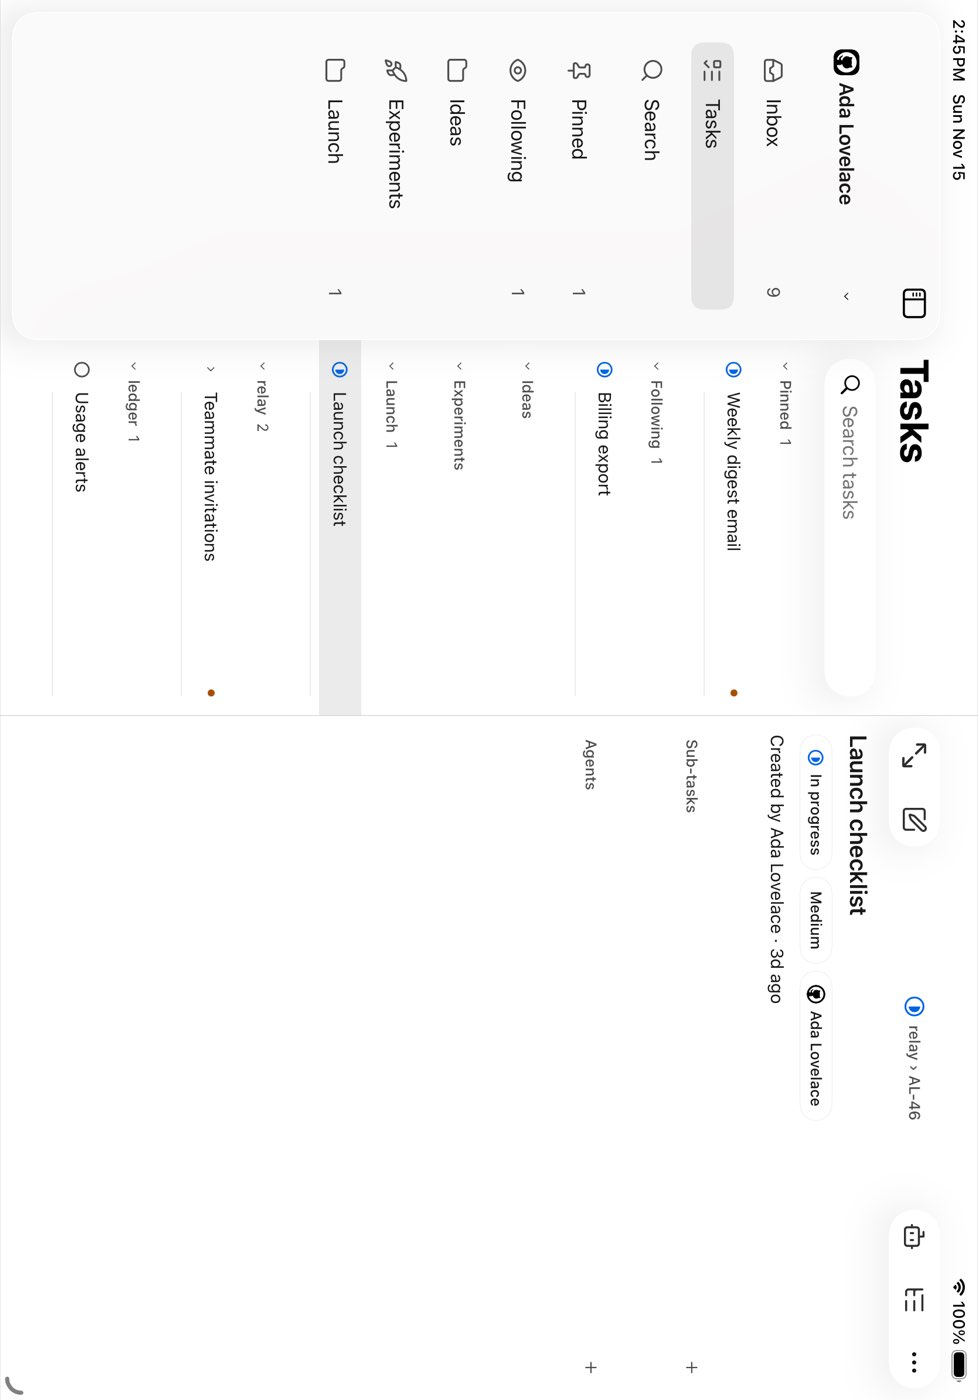 2:45 PM Sun Nov 15
100%
Ada Lovelace
Inbox 9
Tasks
Search
Pinned 1
Following 1
Ideas
Experiments
Launch 1
Tasks
Search tasks
Pinned 1
Weekly digest email
Following 1
Billing export
Ideas
Experiments
Launch 1
Launch checklist
relay 2
Teammate invitations
ledger 1
Usage alerts
relay › AL-46
Launch checklist
In progress Medium Ada Lovelace
Created by Ada Lovelace · 3d ago
Sub-tasks
Agents